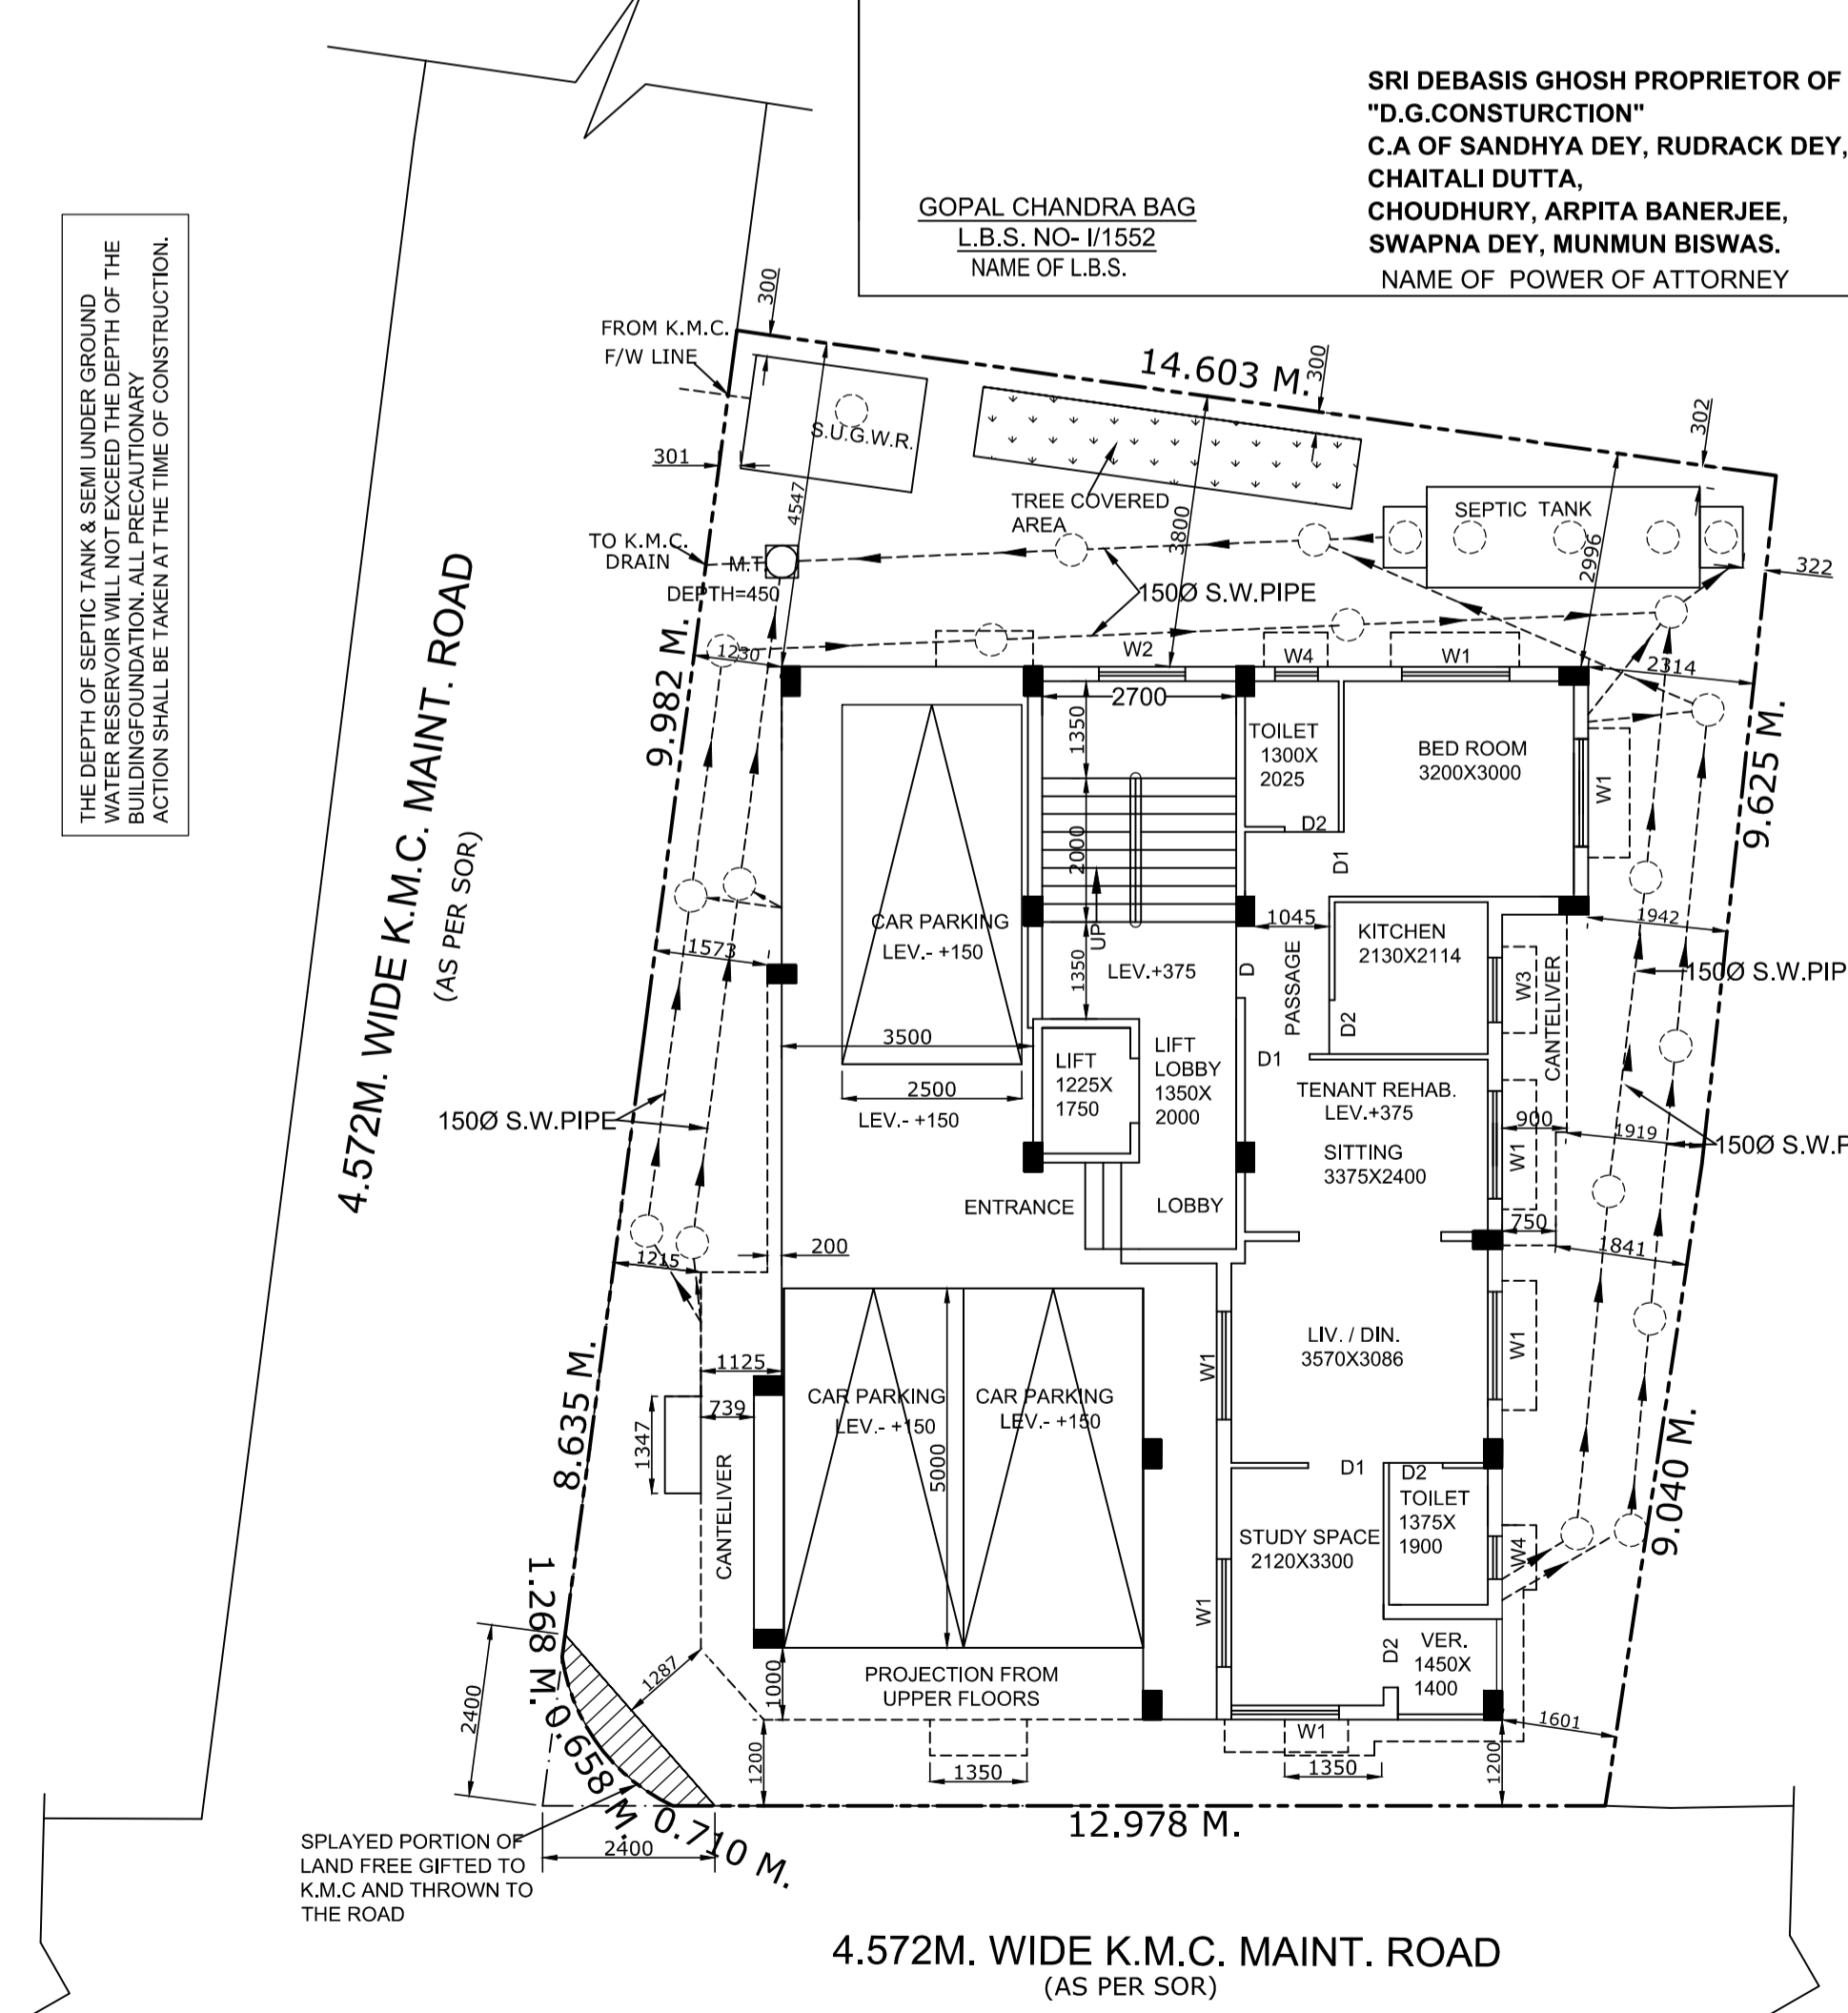 SRI DEBASIS GHOSH PROPRIETOR OF
"D.G.CONSTURCTION"
C.A OF SANDHYA DEY, RUDRACK DEY,
CHAITALI DUTTA,
CHOUDHURY, ARPITA BANERJEE,
SWAPNA DEY, MUNMUN BISWAS.
NAME OF POWER OF ATTORNEY
GOPAL CHANDRA BAG
L.B.S. NO- I/1552
NAME OF L.B.S.
THE DEPTH OF SEPTIC TANK & SEMI UNDER GROUND
WATER RESERVOIR WILL NOT EXCEED THE DEPTH OF THE
BUILDINGFOUNDATION. ALL PRECAUTIONARY
ACTION SHALL BE TAKEN AT THE TIME OF CONSTRUCTION.
300
FROM K.M.C.
F/W LINE
14.603 M.
300
302
S.U.G.W.R.
301
4547
TREE COVERED
AREA
3800
SEPTIC TANK
2996
322
TO K.M.C.
DRAIN
M.T.
DEPTH=450
150Ø S.W.PIPE
4.572M. WIDE K.M.C. MAINT. ROAD
(AS PER SOR)
9.982 M.
1230
W2
W4
W1
2314
2700
1350
TOILET
1300X
2025
BED ROOM
3200X3000
W1
9.625 M.
2000
D2
D1
CAR PARKING
LEV.- +150
UP
1045
KITCHEN
2130X2114
1942
1573
1350
LEV.+375
D
PASSAGE
D2
W3
CANTELIVER
150Ø S.W.PIP
3500
LIFT
1225X
1750
LIFT
LOBBY
1350X
2000
D1
2500
LEV.- +150
TENANT REHAB.
LEV.+375
900
1919
150Ø S.W.PIPE
150Ø S.W.P
SITTING
3375X2400
W1
ENTRANCE
LOBBY
750
1841
200
1215
LIV. / DIN.
3570X3086
W1
W1
8.635 M.
1125
739
1347
CAR PARKING
LEV.- +150
CAR PARKING
LEV.- +150
5000
CANTELIVER
9.040 M.
D1
D2
TOILET
1375X
1900
STUDY SPACE
2120X3300
W4
W1
1.268 M.
2400
1287
1000
PROJECTION FROM
UPPER FLOORS
D2
VER.
1450X
1400
0.658 M.
1200
1350
W1
1350
1200
1601
0.710 M.
2400
12.978 M.
SPLAYED PORTION OF
LAND FREE GIFTED TO
K.M.C AND THROWN TO
THE ROAD
4.572M. WIDE K.M.C. MAINT. ROAD
(AS PER SOR)